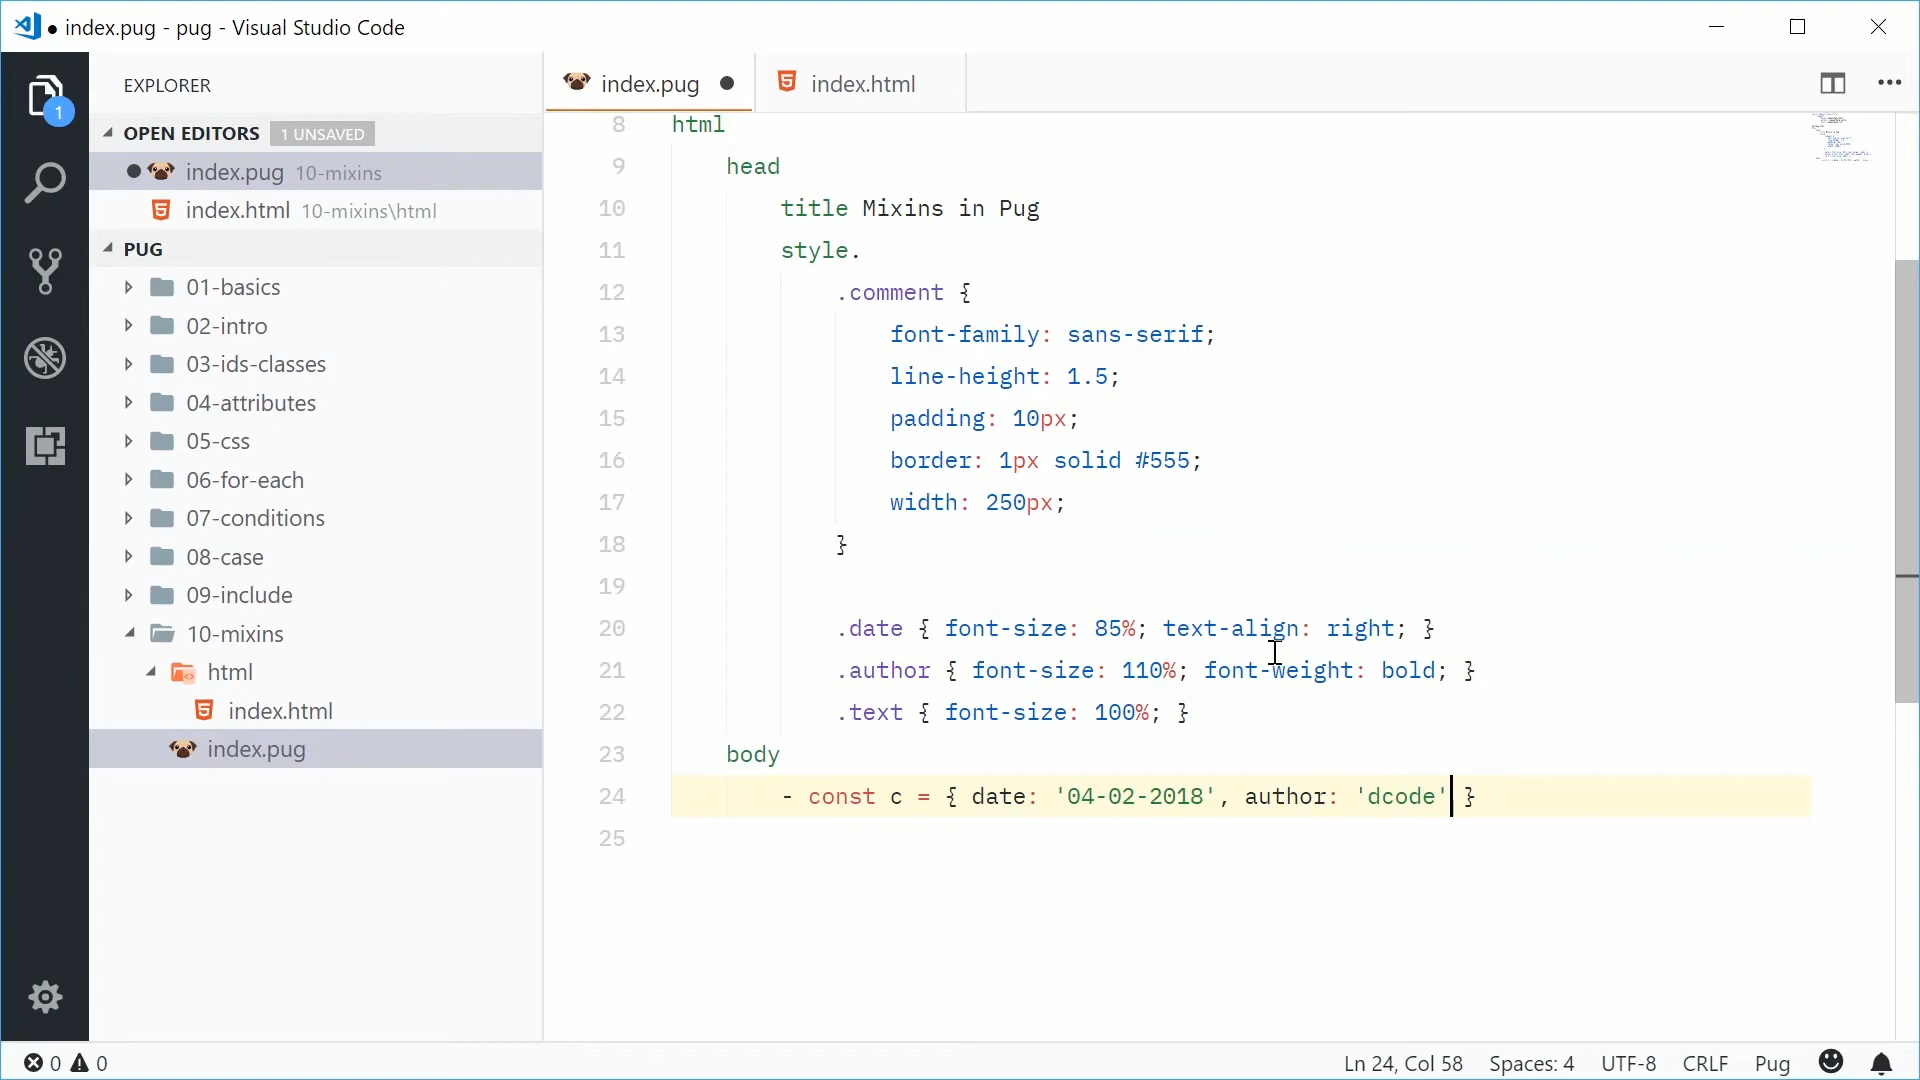 index.pug - pug - Visual Studio Code
EXPLORER
OPEN EDITORS 1 UNSAVED
index.pug 10-mixins
index.html 10-mixins\html
PUG
01-basics
02-intro
03-ids-classes
04-attributes
05-css
06-for-each
07-conditions
08-case
09-include
10-mixins
html
index.html
index.pug
1
index.pug index.html
8 html
9 head
10 title Mixins in Pug
11 style.
12 .comment {
13 font-family: sans-serif;
14 line-height: 1.5;
15 padding: 10px;
16 border: 1px solid #555;
17 width: 250px;
18 }
19
20 .date { font-size: 85%; text-align: right; }
21 .author { font-size: 110%; font-weight: bold; }
22 .text { font-size: 100%; }
23 body
24 - const c = { date: '04-02-2018', author: 'dcode' }
25
0 0 Ln 24, Col 58 Spaces: 4 UTF-8 CRLF Pug